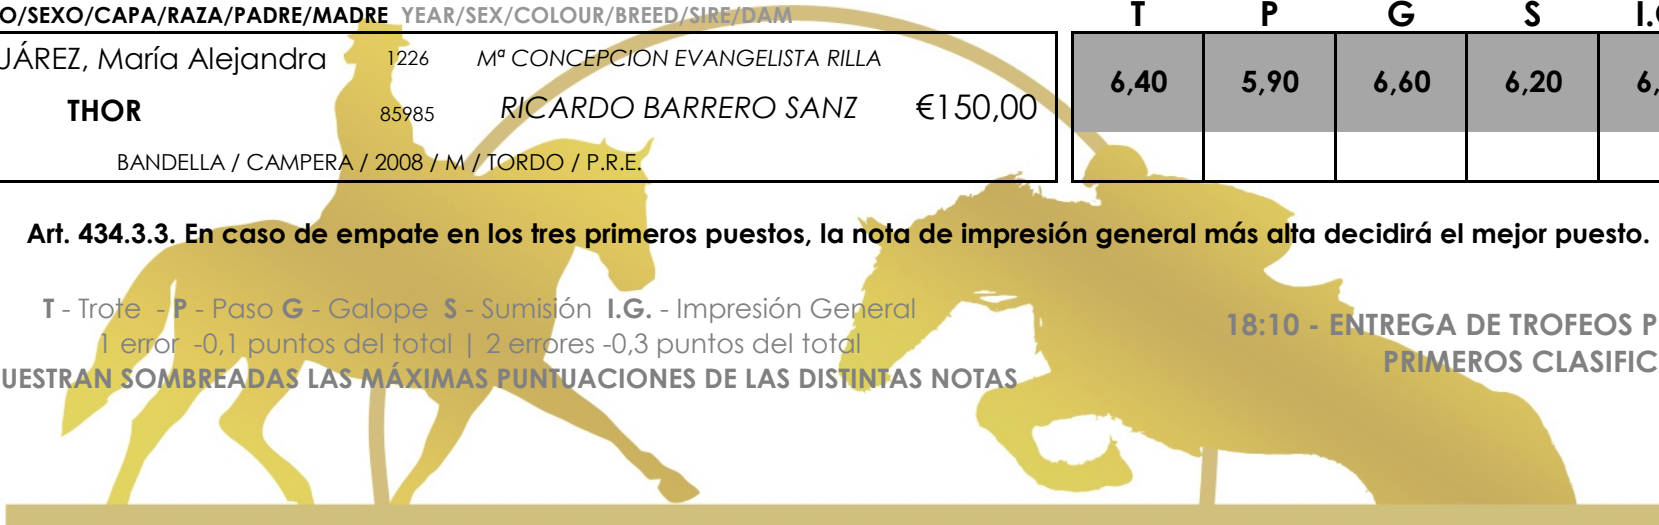 O/SEXO/CAPA/RAZA/PADRE/MADRE YEAR/SEX/COLOUR/BREED/SIRE/DAM T P G S I.G
UÁREZ, María Alejandra 1226 Mª CONCEPCION EVANGELISTA RILLA
6,40 5,90 6,60 6,20 6,
THOR 85985 RICARDO BARRERO SANZ €150,00
BANDELLA / CAMPERA / 2008 / M / TORDO / P.R.E.
Art. 434.3.3. En caso de empate en los tres primeros puestos, la nota de impresión general más alta decidirá el mejor puesto.
T - Trote - P - Paso G - Galope S - Sumisión I.G. - Impresión General
1 error -0,1 puntos del total | 2 errores -0,3 puntos del total
UESTRAN SOMBREADAS LAS MÁXIMAS PUNTUACIONES DE LAS DISTINTAS NOTAS
18:10 - ENTREGA DE TROFEOS P
PRIMEROS CLASIFIC